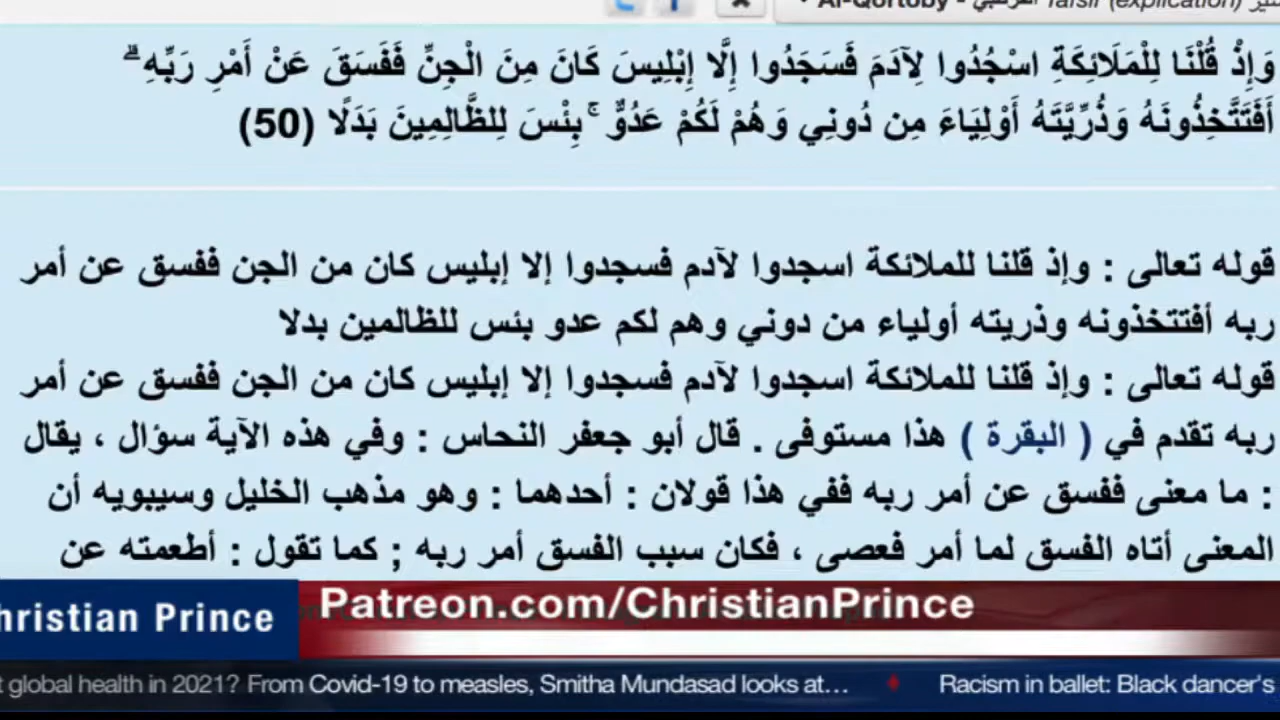 Al-Qortoby - القرطبي Tafsir (explication)
وَإِذْ قُلْنَا لِلْمَلَائِكَةِ اسْجُدُوا لِآدَمَ فَسَجَدُوا إِلَّا إِبْلِيسَ كَانَ مِنَ الْجِنِّ فَفَسَقَ عَنْ أَمْرِ رَبِّهِ ۗ
أَفَتَتَّخِذُونَهُ وَذُرِّيَّتَهُ أَوْلِيَاءَ مِن دُونِي وَهُمْ لَكُمْ عَدُوٌّ ۚ بِئْسَ لِلظَّالِمِينَ بَدَلًا (50)
قوله تعالى : وإذ قلنا للملائكة اسجدوا لآدم فسجدوا إلا إبليس كان من الجن ففسق عن أمر
ربه أفتتخذونه وذريته أولياء من دوني وهم لكم عدو بئس للظالمين بدلا
قوله تعالى : وإذ قلنا للملائكة اسجدوا لآدم فسجدوا إلا إبليس كان من الجن ففسق عن أمر
ربه تقدم في ( البقرة ) هذا مستوفى . قال أبو جعفر النحاس : وفي هذه الآية سؤال ، يقال
: ما معنى ففسق عن أمر ربه ففي هذا قولان : أحدهما : وهو مذهب الخليل وسيبويه أن
المعنى أتاه الفسق لما أمر فعصى ، فكان سبب الفسق أمر ربه ; كما تقول : أطعمته عن
hristian Prince
Patreon.com/ChristianPrince
t global health in 2021? From Covid-19 to measles, Smitha Mundasad looks at... Racism in ballet: Black dancer's